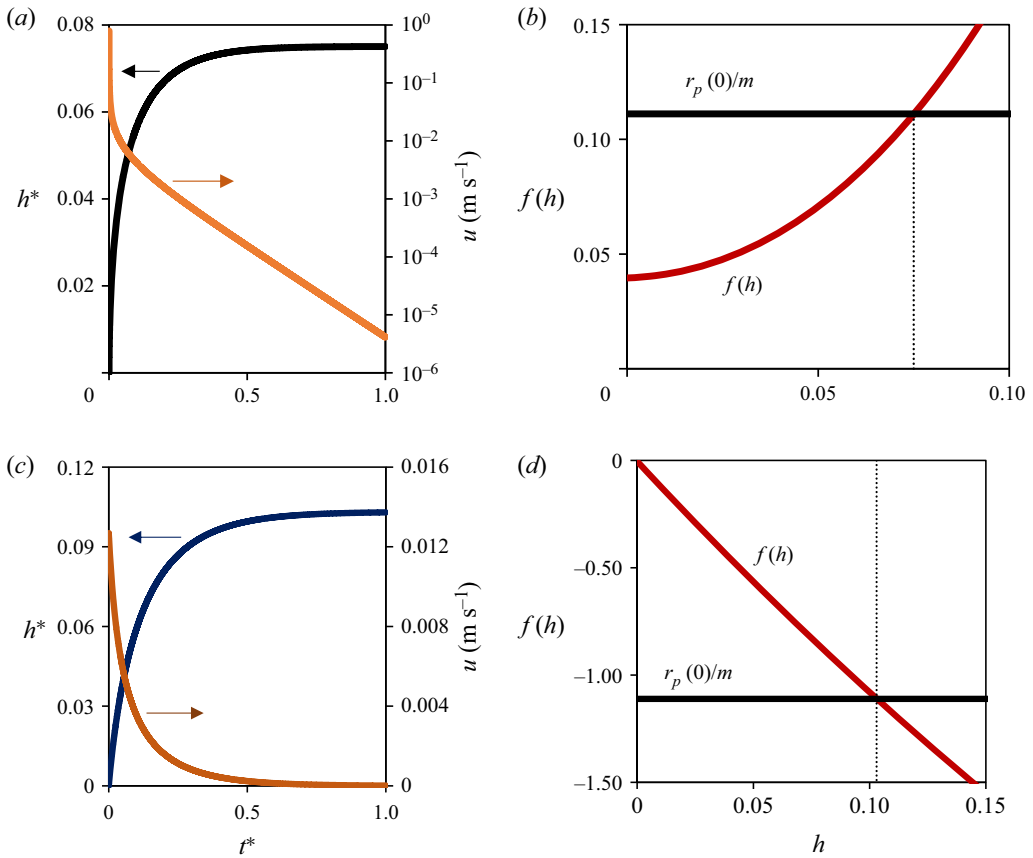 (a)
0.08
0.06
0.04
0.02
0
h*
10⁰
10⁻¹
10⁻²
10⁻³
10⁻⁴
10⁻⁵
10⁻⁶
u (m s⁻¹)
0.5
1.0
(b)
0.15
0.10
0.05
0
f(h)
r_p(0)/m
f(h)
0.05
0.10
(c)
0.12
0.09
0.06
0.03
0
h*
0.016
0.012
0.008
0.004
0
u (m s⁻¹)
0
0.5
1.0
t*
(d)
0
−0.50
−1.00
−1.50
f(h)
f(h)
r_p(0)/m
0
0.05
0.10
0.15
h